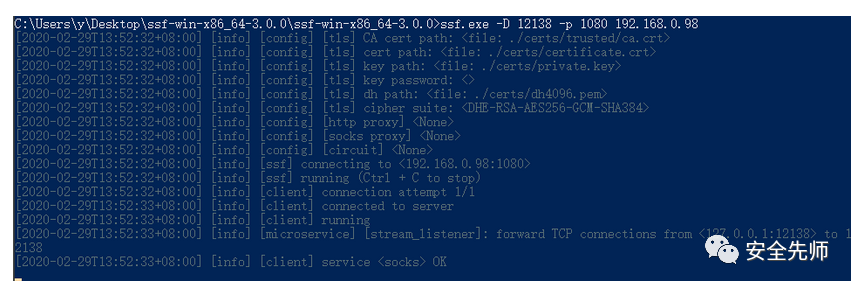 C:\Users\y\Desktop\ssf-win-x86_64-3.0.0\ssf-win-x86_64-3.0.0>ssf.exe -D 12138 -p 1080 192.168.0.98
[2020-02-29T13:52:32+08:00] [info] [config] [tls] CA cert path: <file: ./certs/trusted/ca.crt>
[2020-02-29T13:52:32+08:00] [info] [config] [tls] cert path: <file: ./certs/certificate.crt>
[2020-02-29T13:52:32+08:00] [info] [config] [tls] key path: <file: ./certs/private.key>
[2020-02-29T13:52:32+08:00] [info] [config] [tls] key password: <>
[2020-02-29T13:52:32+08:00] [info] [config] [tls] dh path: <file: ./certs/dh4096.pem>
[2020-02-29T13:52:32+08:00] [info] [config] [tls] cipher suite: <DHE-RSA-AES256-GCM-SHA384>
[2020-02-29T13:52:32+08:00] [info] [config] [http proxy] <None>
[2020-02-29T13:52:32+08:00] [info] [config] [socks proxy] <None>
[2020-02-29T13:52:32+08:00] [info] [config] [circuit] <None>
[2020-02-29T13:52:32+08:00] [info] [ssf] connecting to <192.168.0.98:1080>
[2020-02-29T13:52:32+08:00] [info] [ssf] running (Ctrl + C to stop)
[2020-02-29T13:52:32+08:00] [info] [client] connection attempt 1/1
[2020-02-29T13:52:33+08:00] [info] [client] connected to server
[2020-02-29T13:52:33+08:00] [info] [client] running
[2020-02-29T13:52:33+08:00] [info] [microservice] [stream_listener]: forward TCP connections from <127.0.0.1:12138> to 1
2138
[2020-02-29T13:52:33+08:00] [info] [client] service <socks> OK
安全先师